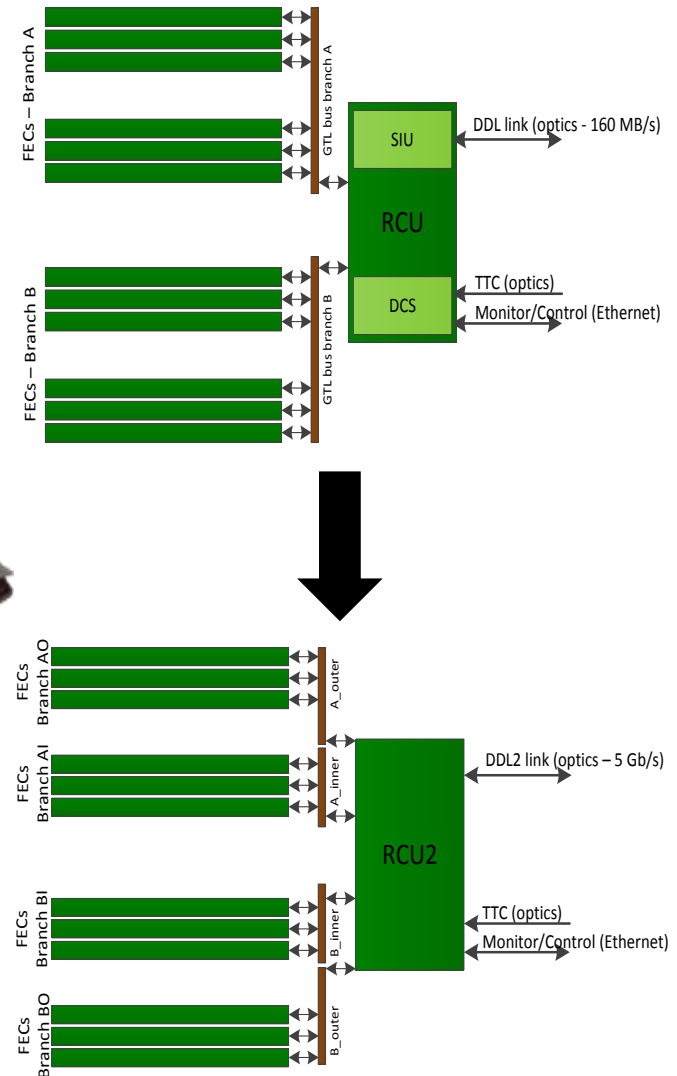 FECs – Branch A
GTL bus branch A
SIU
RCU
DDL link (optics - 160 MB/s)
FECs – Branch B
GTL bus branch B
DCS
TTC (optics)
Monitor/Control (Ethernet)
FECs
Branch AO
A_outer
FECs
Branch AI
A_inner
RCU2
DDL2 link (optics – 5 Gb/s)
FECs
Branch BI
B_inner
TTC (optics)
Monitor/Control (Ethernet)
FECs
Branch BO
B_outer